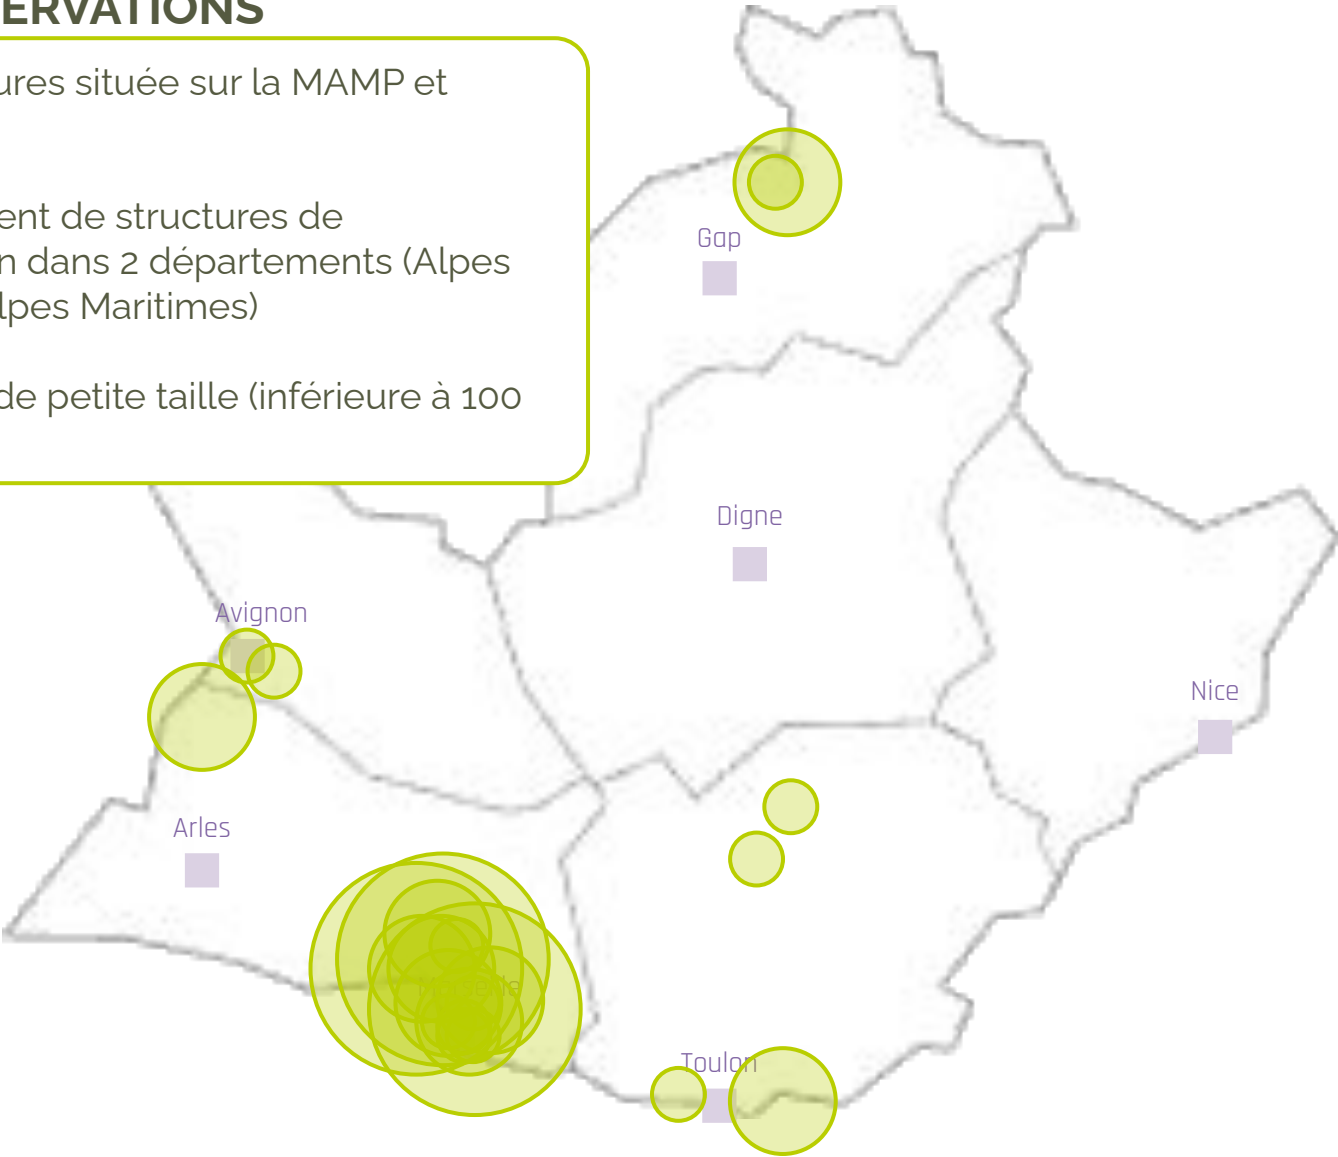 ERVATIONS
ures située sur la MAMP et
ent de structures de
n dans 2 départements (Alpes
lpes Maritimes)
de petite taille (inférieure à 100
Gap
Digne
Avignon
Nice
Arles
Marseille
Toulon